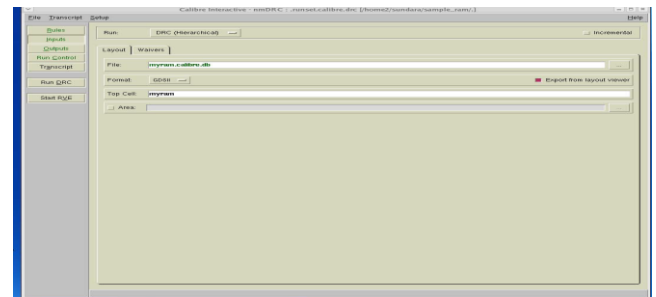 Calibre Interactive - nmDRC : .runset.calibre.drc [/home2/sundara/sample_ram/.]
File Transcript Setup Help
Rules
Inputs
Outputs
Run Control
Transcript
Run DRC
Start RVE
Run: DRC (Hierarchical) Incremental
Layout Waivers
File: myram.calibre.db ...
Format: GDSII Export from layout viewer
Top Cell: myram
Area: ...